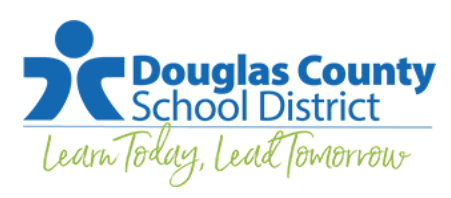 Douglas County
School District
Learn Today, Lead Tomorrow